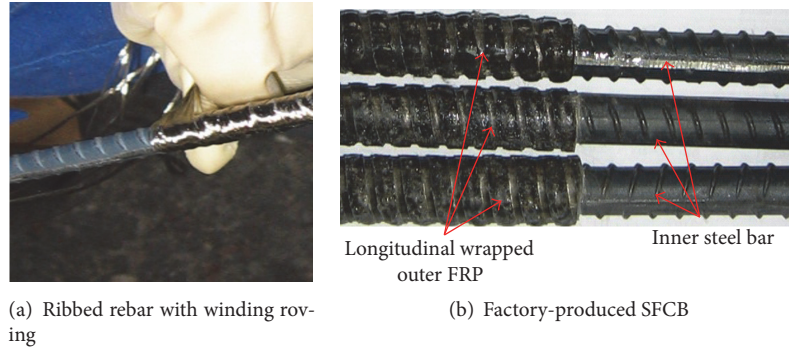 Longitudinal wrapped
outer FRP
Inner steel bar
(a) Ribbed rebar with winding rov-
ing
(b) Factory-produced SFCB